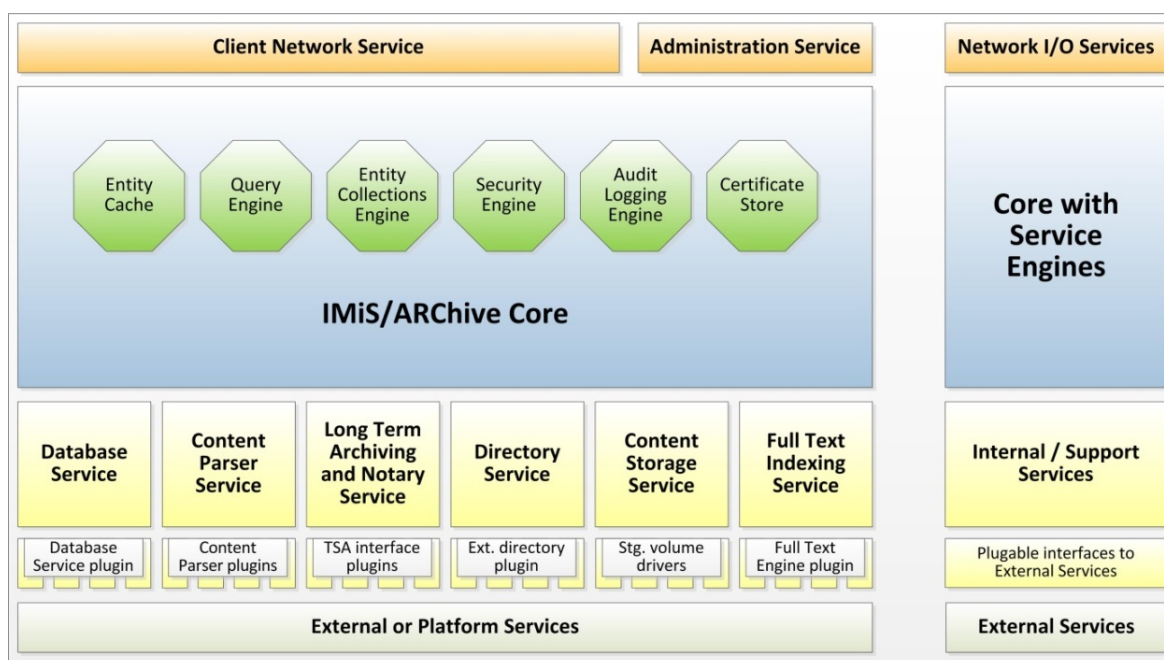 Client Network Service
Administration Service
Network I/O Services
Entity
Cache
Query
Engine
Entity
Collections
Engine
Security
Engine
Audit
Logging
Engine
Certificate
Store
IMiS/ARChive Core
Core with
Service
Engines
Database
Service
Content
Parser
Service
Long Term
Archiving
and Notary
Service
Directory
Service
Content
Storage
Service
Full Text
Indexing
Service
Internal / Support
Services
Database
Service plugin
Content
Parser plugins
TSA interface
plugins
Ext. directory
plugin
Stg. volume
drivers
Full Text
Engine plugin
Plugable interfaces to
External Services
External or Platform Services
External Services